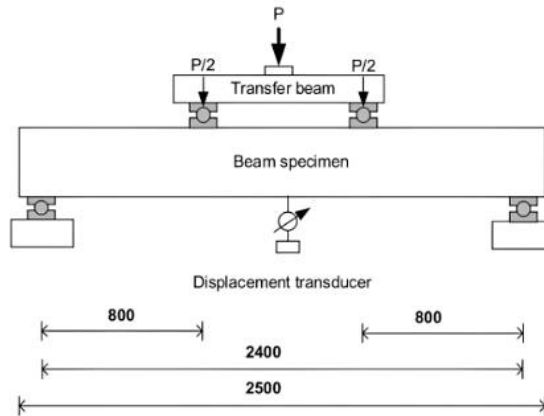 P
P/2 P/2
Transfer beam
Beam specimen
Displacement transducer
800 800
2400
2500